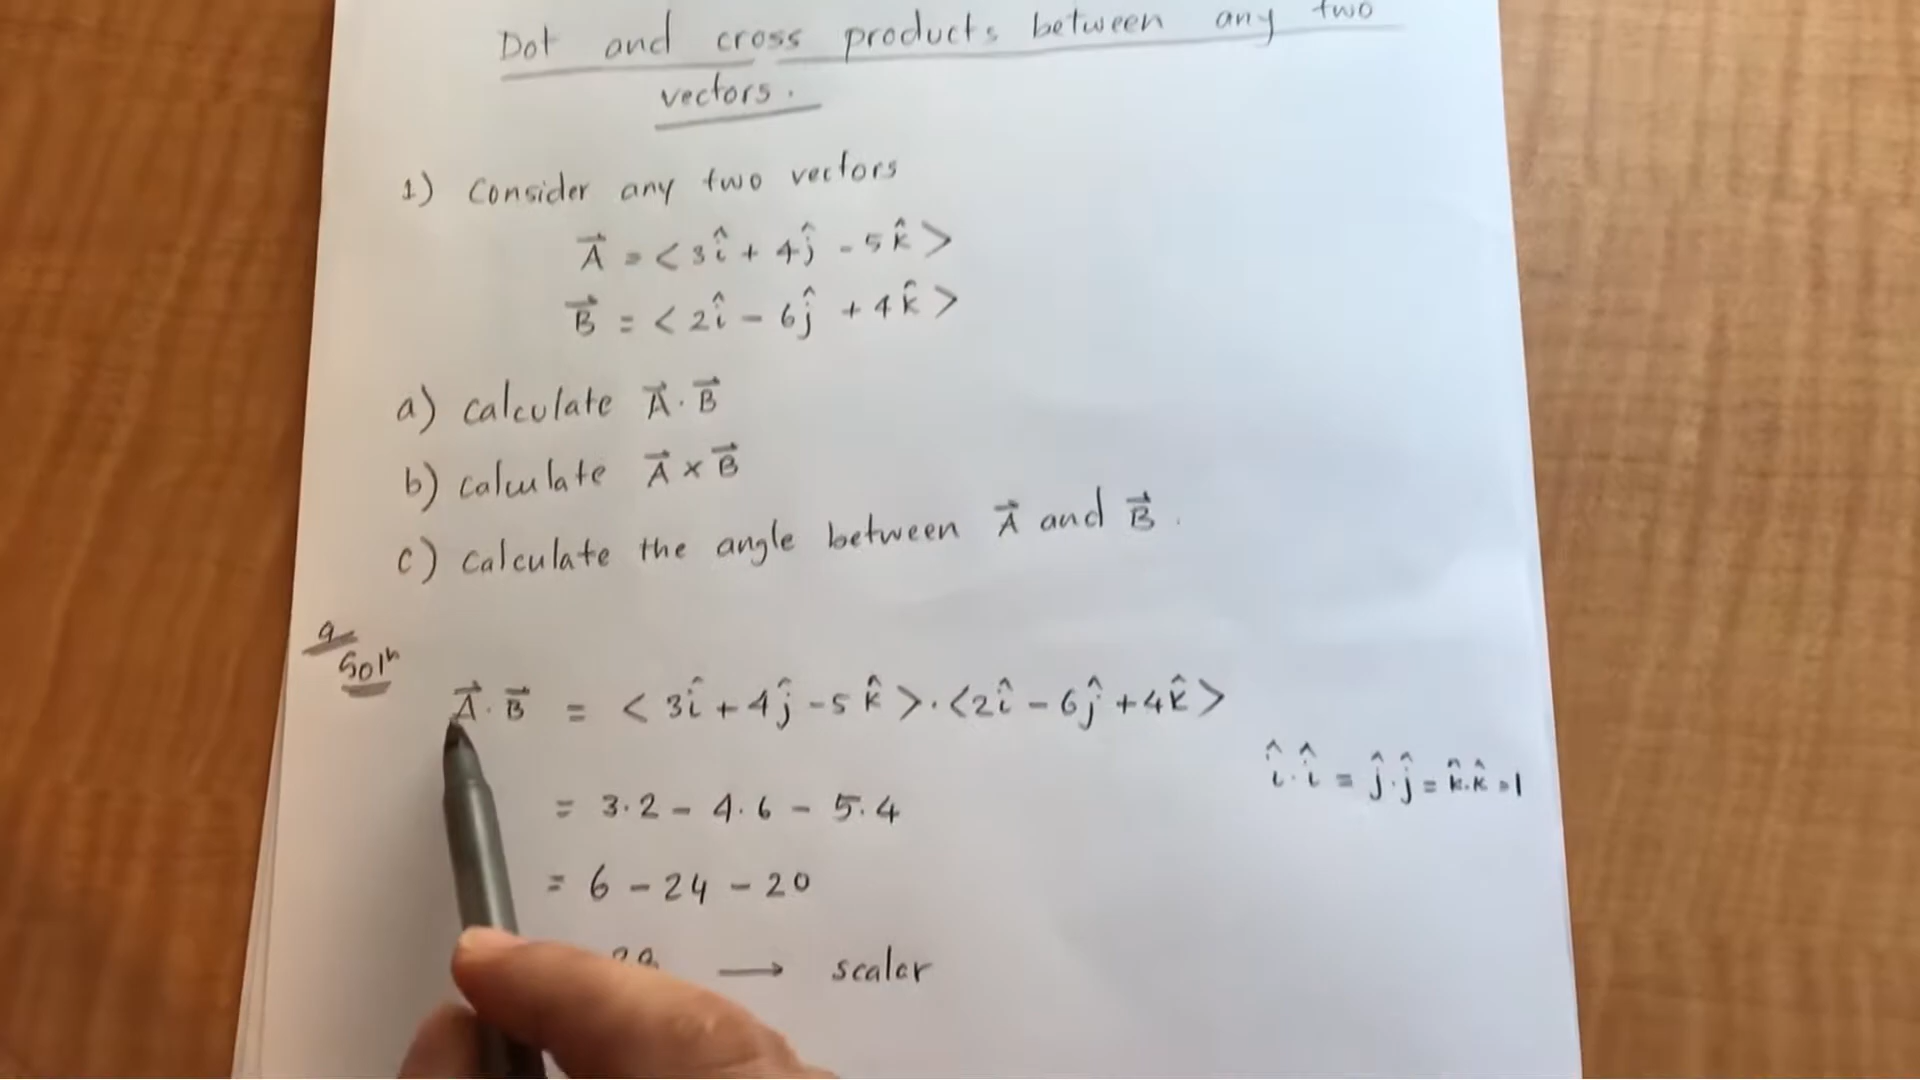 Dot and cross products between any two
vectors.
1) Consider any two vectors
A⃗ = < 3î + 4ĵ - 5k̂ >
B⃗ = < 2î - 6ĵ + 4k̂ >
a) calculate A⃗ · B⃗
b) calculate A⃗ × B⃗
c) calculate the angle between A⃗ and B⃗.
a
Solⁿ
A⃗ · B⃗ = < 3î + 4ĵ - 5k̂ > · < 2î - 6ĵ + 4k̂ >
î · î = ĵ · ĵ = k̂ · k̂ = 1
= 3·2 - 4·6 - 5·4
= 6 - 24 - 20
→ scalar